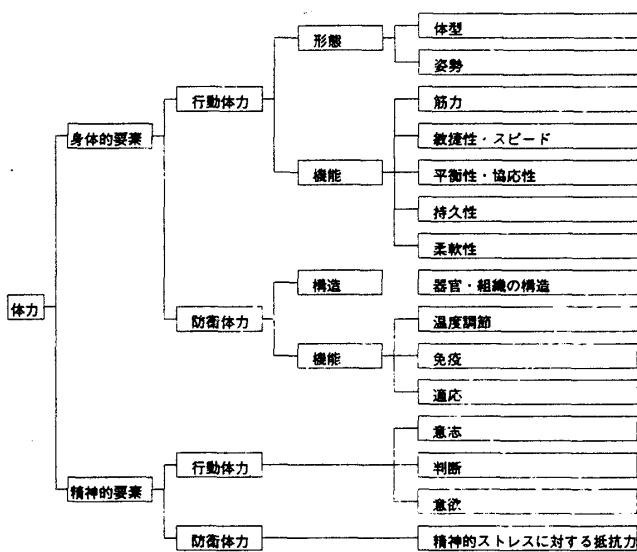 体力
身体的要素
行動体力
形態
体型
姿勢
機能
筋力
敏捷性・スピード
平衡性・協応性
持久性
柔軟性
防衛体力
構造
器官・組織の構造
機能
温度調節
免疫
適応
精神的要素
行動体力
意志
判断
意欲
防衛体力
精神的ストレスに対する抵抗力